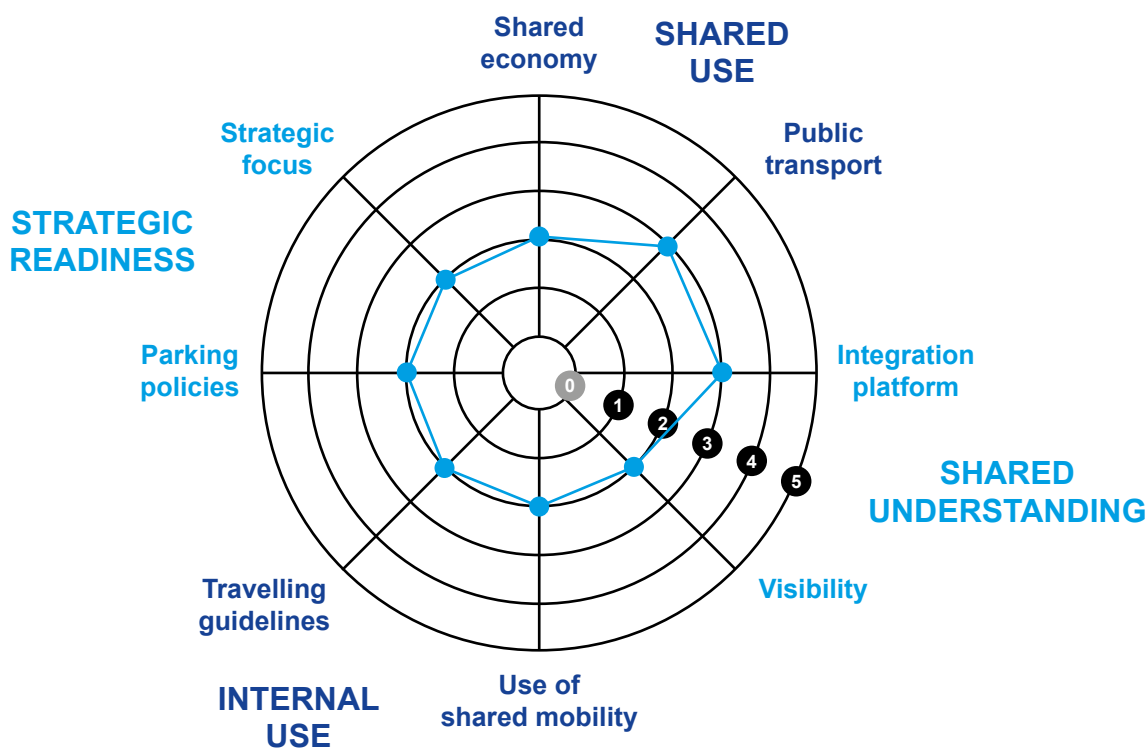 Shared
economy
SHARED
USE
Strategic
focus
Public
transport
STRATEGIC
READINESS
Parking
policies
Integration
platform
0
1
2
3
4
5
SHARED
UNDERSTANDING
Travelling
guidelines
Visibility
INTERNAL
USE
Use of
shared mobility